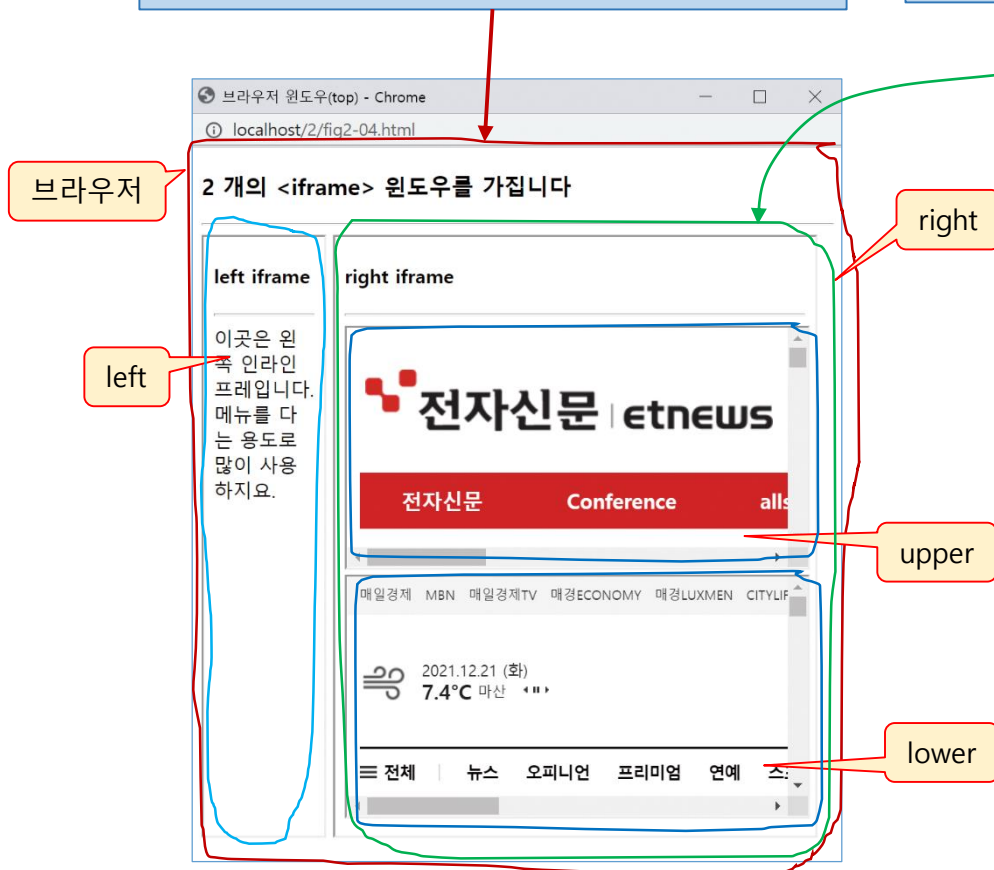 브라우저 윈도우(top) - Chrome
localhost/2/fig2-04.html
브라우저
2 개의 <iframe> 윈도우를 가집니다
right
left iframe
right iframe
이곳은 왼
쪽 인라인
프레입니다.
메뉴를 다
는 용도로
많이 사용
하지요.
left
전자신문 etnews
전자신문 Conference alls
upper
매일경제 MBN 매일경제TV 매경ECONOMY 매경LUXMEN CITYLIF
2021.12.21 (화)
7.4°C 마산
lower
전체 뉴스 오피니언 프리미엄 연예